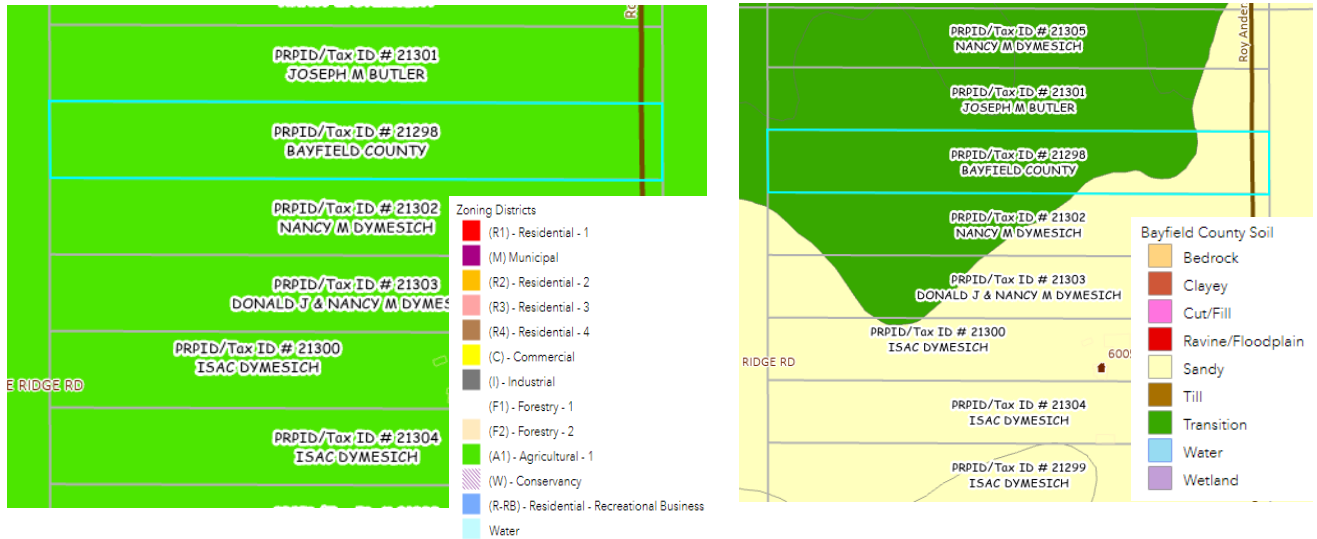 PRPID/Tax ID # 21301
JOSEPH M BUTLER
PRPID/Tax ID # 21298
BAYFIELD COUNTY
PRPID/Tax ID # 21302
NANCY M DYMESICH
PRPID/Tax ID # 21303
DONALD J & NANCY M DYMES
PRPID/Tax ID # 21300
ISAC DYMESICH
E RIDGE RD
PRPID/Tax ID # 21304
ISAC DYMESICH
Zoning Districts
(R1) - Residential - 1
(M) Municipal
(R2) - Residential - 2
(R3) - Residential - 3
(R4) - Residential - 4
(C) - Commercial
(I) - Industrial
(F1) - Forestry - 1
(F2) - Forestry - 2
(A1) - Agricultural - 1
(W) - Conservancy
(R-RB) - Residential - Recreational Business
Water
PRPID/Tax ID # 21305
NANCY M DYMESICH
Roy Ander
PRPID/Tax ID # 21301
JOSEPH M BUTLER
PRPID/Tax ID # 21298
BAYFIELD COUNTY
PRPID/Tax ID # 21302
NANCY M DYMESICH
PRPID/Tax ID # 21303
DONALD J & NANCY M DYMESICH
PRPID/Tax ID # 21300
ISAC DYMESICH
RIDGE RD
6005
PRPID/Tax ID # 21304
ISAC DYMESICH
PRPID/Tax ID # 21299
ISAC DYMESICH
Bayfield County Soil
Bedrock
Clayey
Cut/Fill
Ravine/Floodplain
Sandy
Till
Transition
Water
Wetland